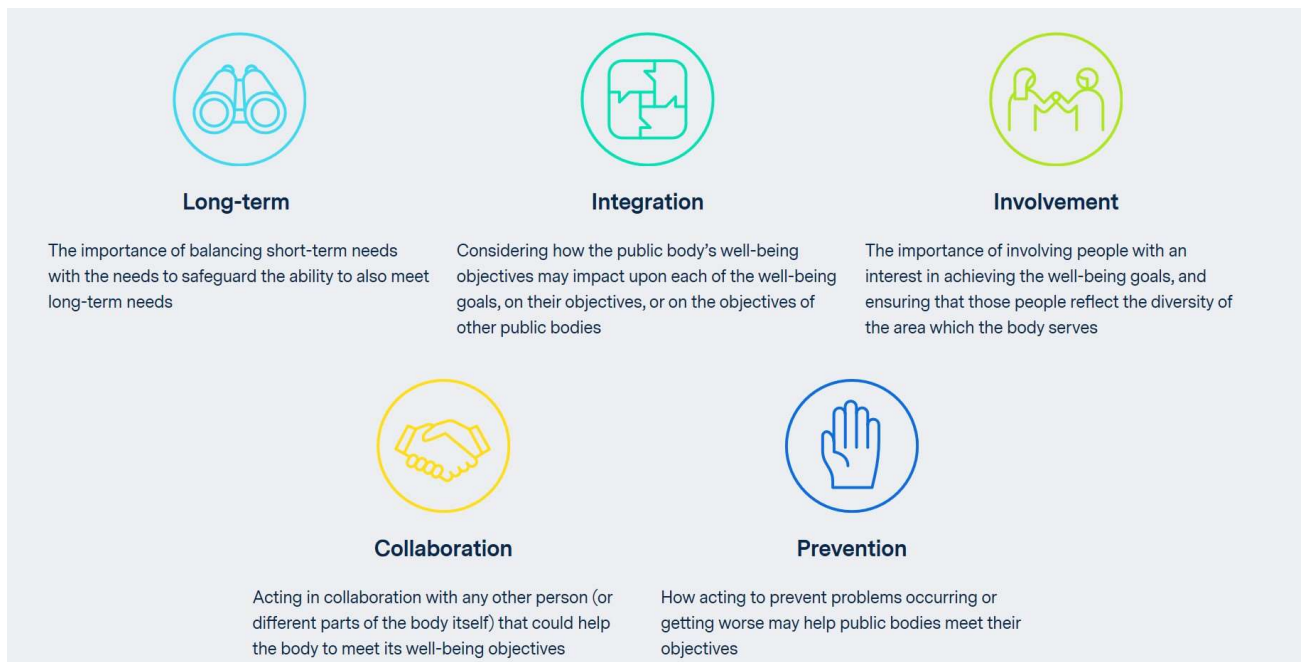 Long-term
The importance of balancing short-term needs
with the needs to safeguard the ability to also meet
long-term needs
Integration
Considering how the public body's well-being
objectives may impact upon each of the well-being
goals, on their objectives, or on the objectives of
other public bodies
Involvement
The importance of involving people with an
interest in achieving the well-being goals, and
ensuring that those people reflect the diversity of
the area which the body serves
Collaboration
Acting in collaboration with any other person (or
different parts of the body itself) that could help
the body to meet its well-being objectives
Prevention
How acting to prevent problems occurring or
getting worse may help public bodies meet their
objectives